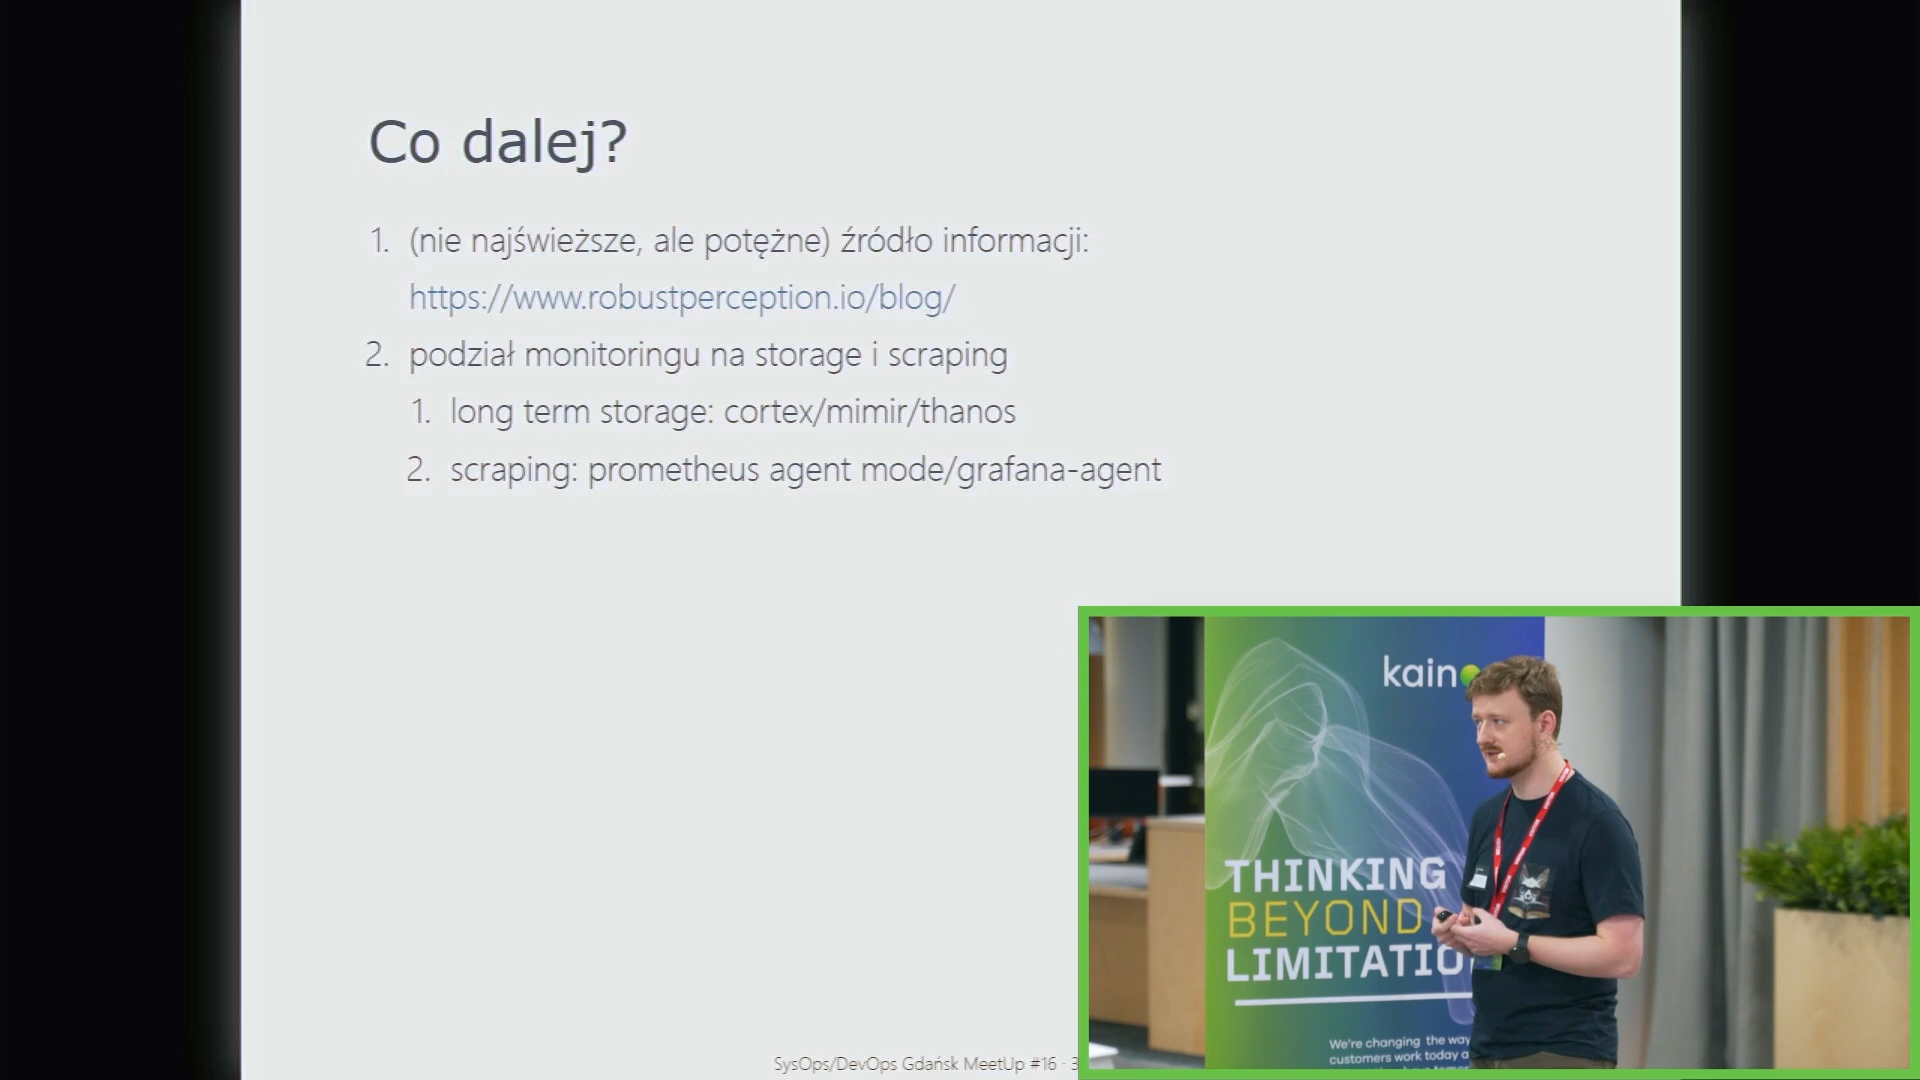 Co dalej?
1. (nie najświeższe, ale potężne) źródło informacji:
https://www.robustperception.io/blog/
2. podział monitoringu na storage i scraping
1. long term storage: cortex/mimir/thanos
2. scraping: prometheus agent mode/grafana-agent
kain
THINKING
BEYOND
LIMITATIO
We're changing the way
customers work today a
SysOps/DevOps Gdańsk MeetUp #16 · 3